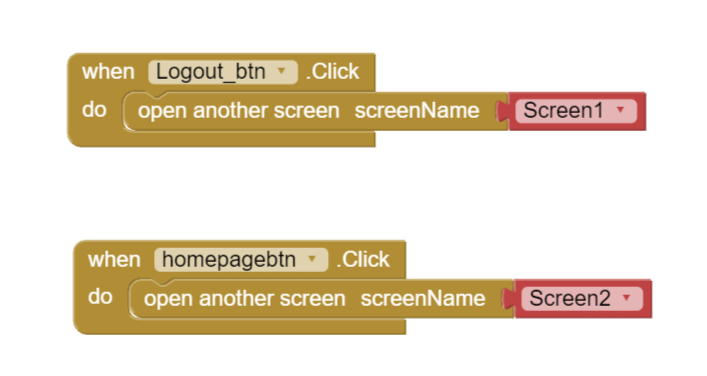 when Logout_btn .Click
do open another screen screenName Screen1
when homepagebtn .Click
do open another screen screenName Screen2